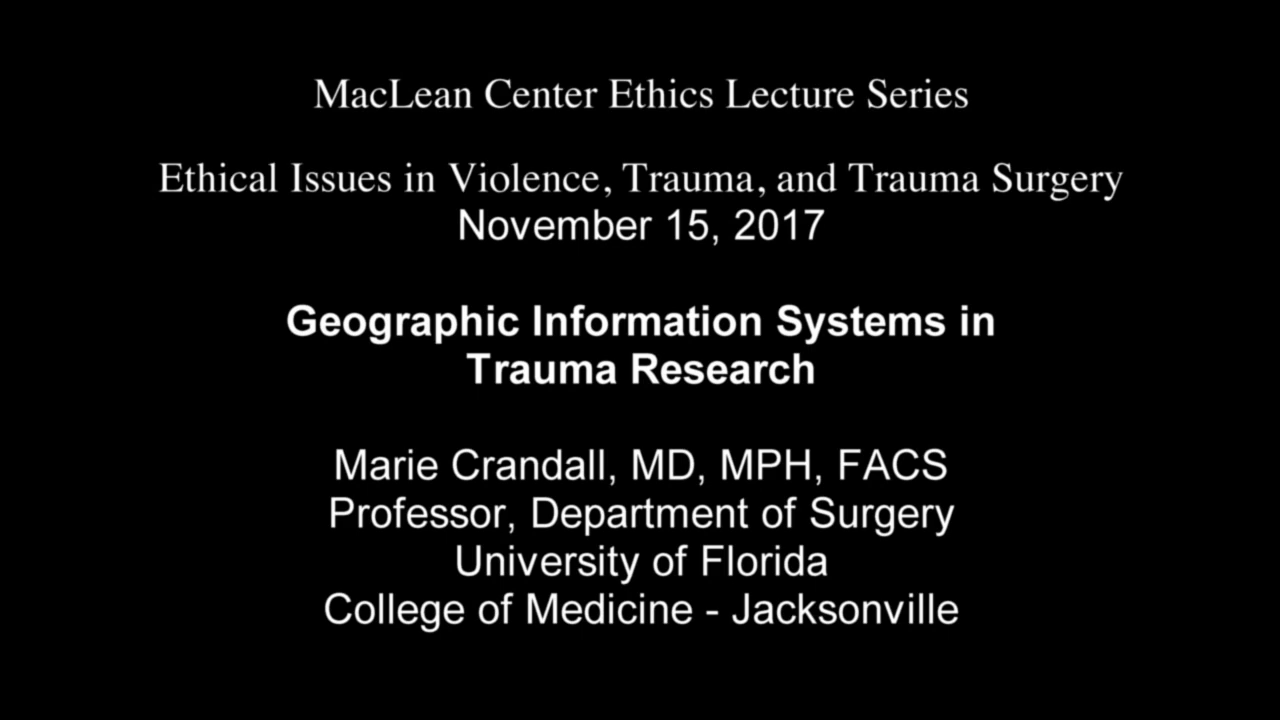 MacLean Center Ethics Lecture Series
Ethical Issues in Violence, Trauma, and Trauma Surgery
November 15, 2017
Geographic Information Systems in
Trauma Research
Marie Crandall, MD, MPH, FACS
Professor, Department of Surgery
University of Florida
College of Medicine - Jacksonville